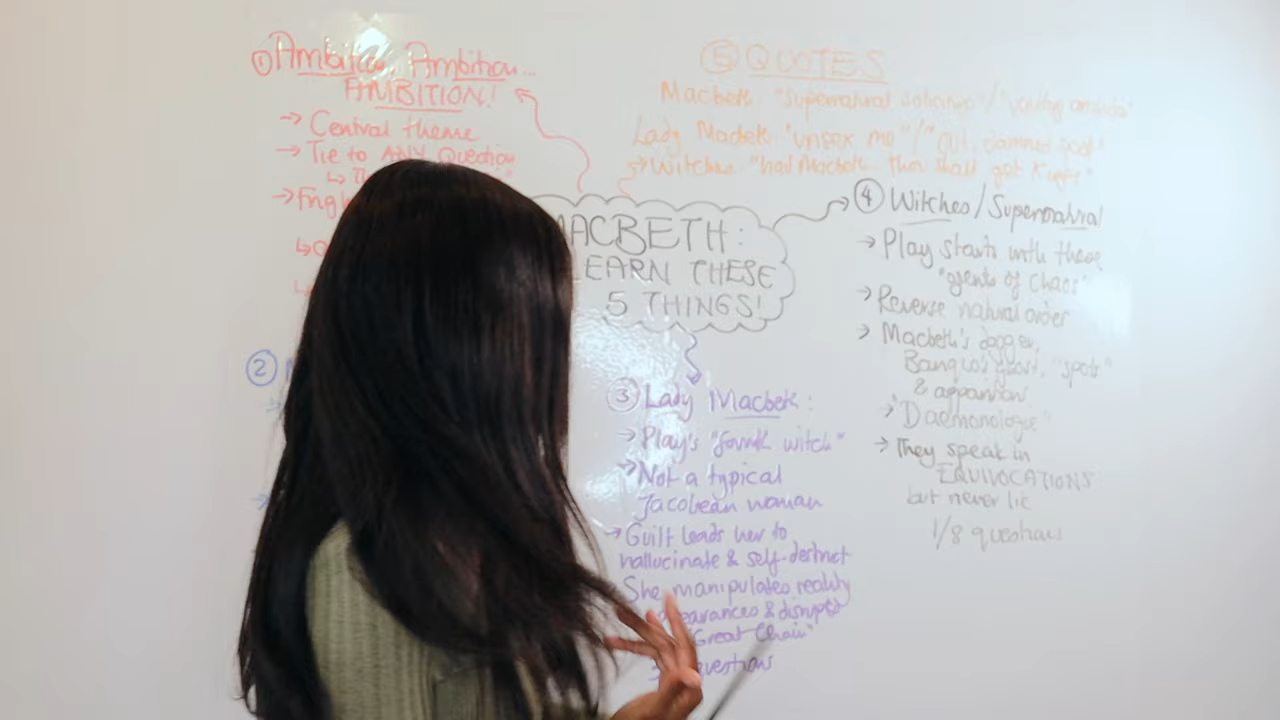 ① Ambition, Ambition...
AMBITION!
→ Central theme
→ Tie to ANY Question
↳
→ Engl
②
MACBETH:
LEARN THESE
5 THINGS!
③ Lady Macbeth:
→ Play's "fourth witch"
→ Not a typical
Jacobean woman
→ Guilt leads her to
hallucinate & self-destruct
She manipulates reality
appearances & disrupts
"Great Chain"
questions
④ Witches/Supernatural
→ Play starts with these
"agents of chaos"
→ Reverse natural order
→ Macbeth's dagger,
Banquo's ghost, "spots"
& apparition
→ "Daemonologie"
→ They speak in
EQUIVOCATIONS
but never lie
1/8 questions
⑤ QUOTES
Macbeth: "supernatural soliciting"/"vaulting ambition"
Lady Macbeth: "unsex me"/"out, damned spot"
→ Witches: "hail Macbeth, thou shalt get Kings"